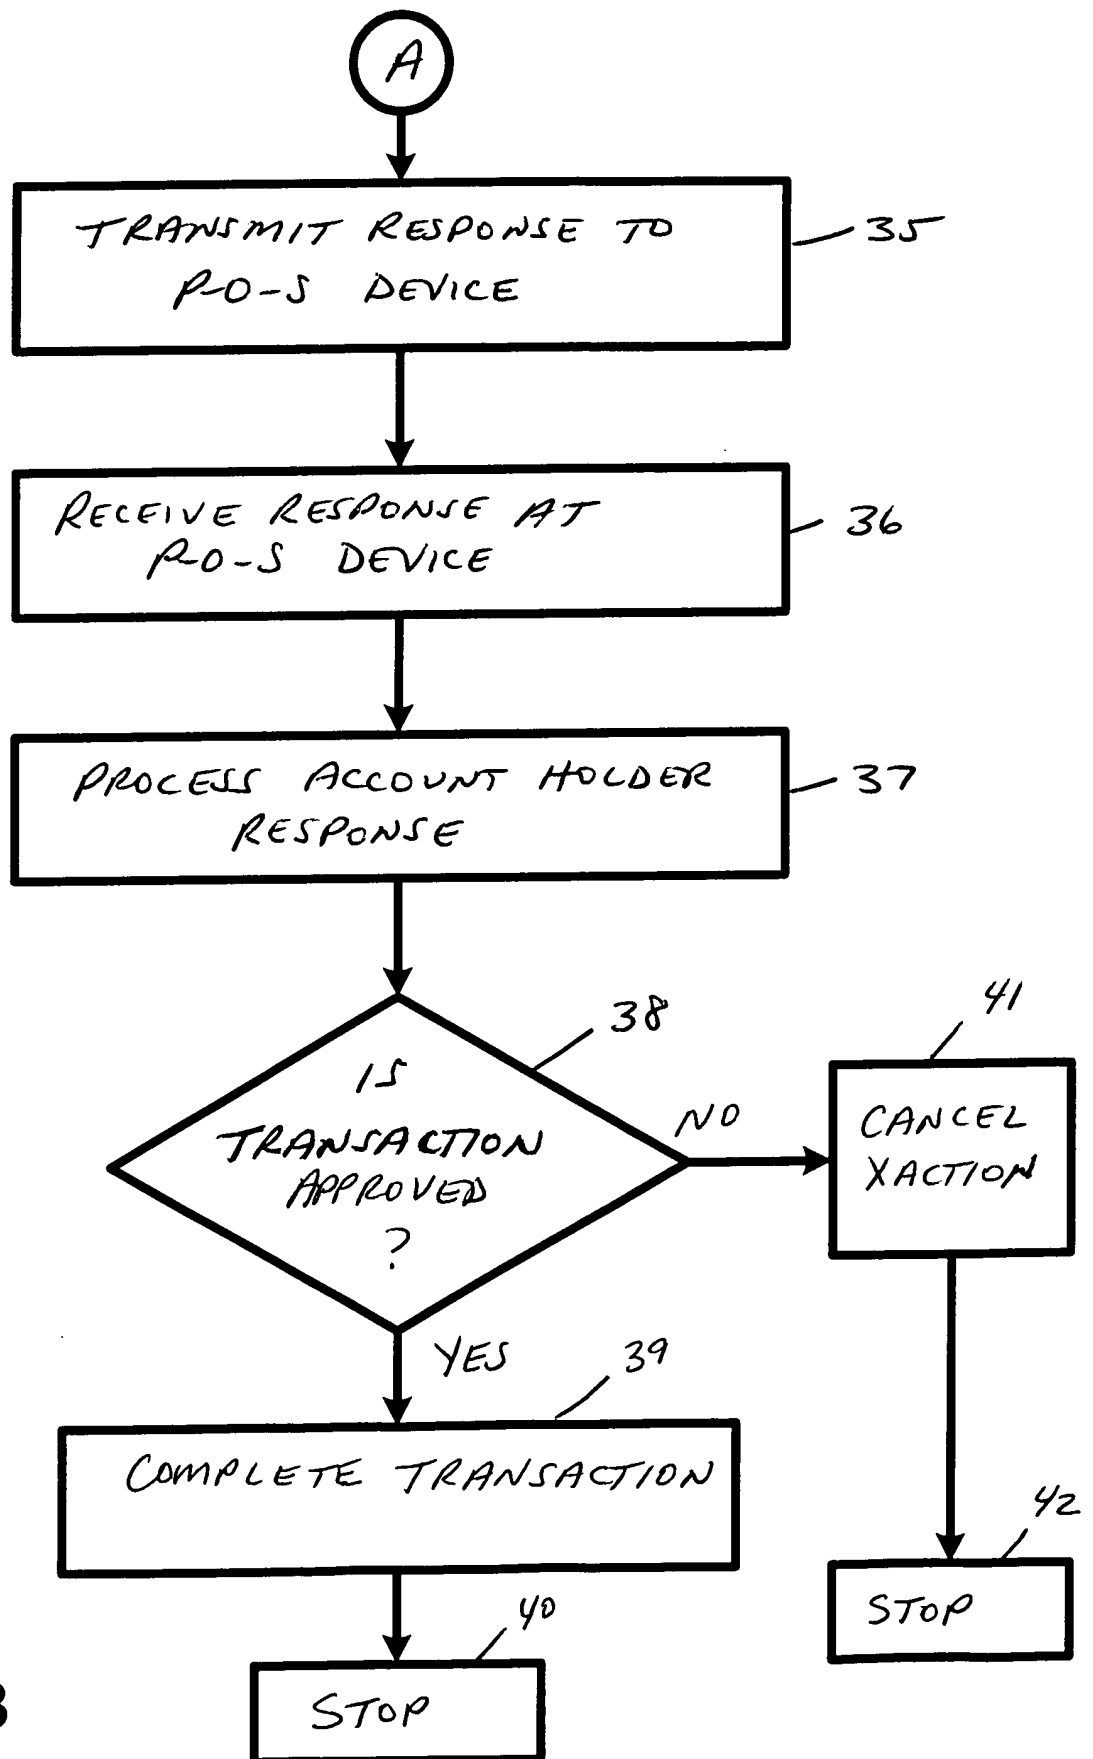 A
TRANSMIT RESPONSE TO
P-O-S DEVICE
35
RECEIVE RESPONSE AT
P-O-S DEVICE
36
PROCESS ACCOUNT HOLDER
RESPONSE
37
38
IS
TRANSACTION
APPROVED
?
NO
41
CANCEL
XACTION
YES
39
COMPLETE TRANSACTION
42
STOP
40
STOP